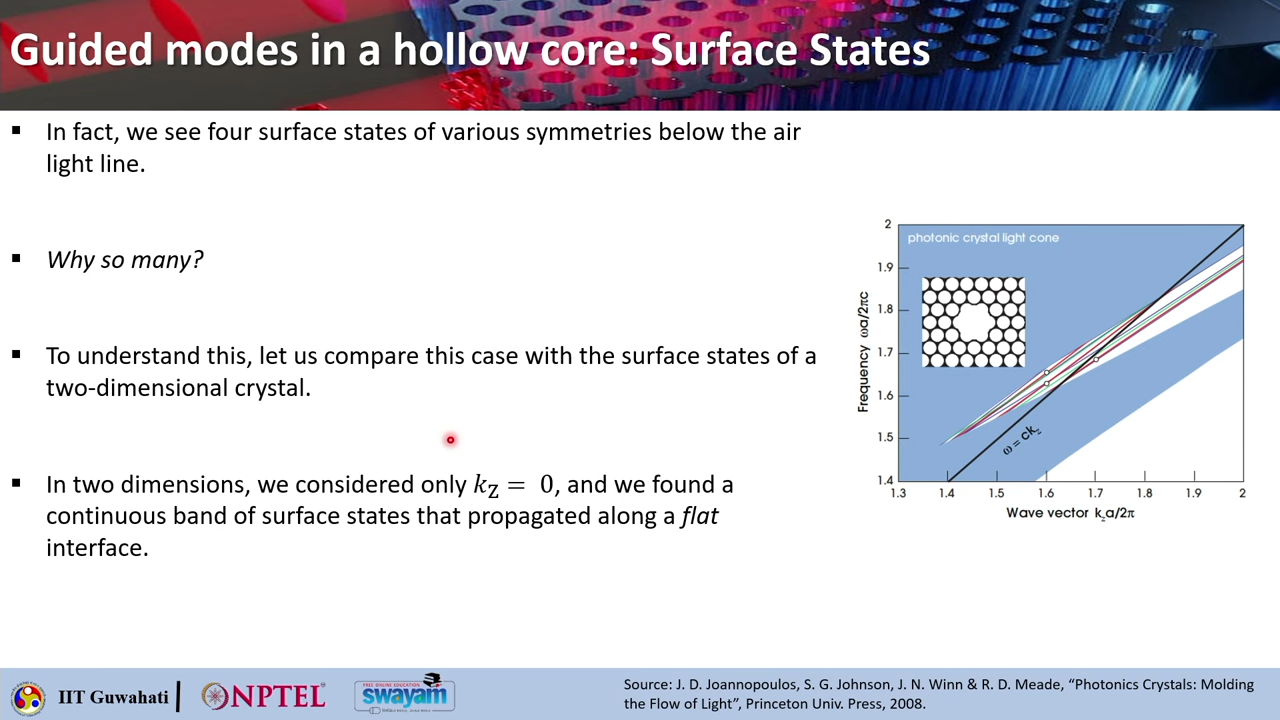 Guided modes in a hollow core: Surface States
▪ In fact, we see four surface states of various symmetries below the air
light line.
▪ Why so many?
▪ To understand this, let us compare this case with the surface states of a
two-dimensional crystal.
▪ In two dimensions, we considered only k_Z = 0, and we found a
continuous band of surface states that propagated along a flat
interface.
photonic crystal light cone
Frequency ωa/2πc
2
1.9
1.8
1.7
1.6
1.5
1.4
ω = ck_z
1.3 1.4 1.5 1.6 1.7 1.8 1.9 2
Wave vector k_z a/2π
IIT Guwahati
NPTEL
FREE ONLINE EDUCATION
swayam
Source: J. D. Joannopoulos, S. G. Johnson, J. N. Winn & R. D. Meade, “Photonics Crystals: Molding
the Flow of Light”, Princeton Univ. Press, 2008.